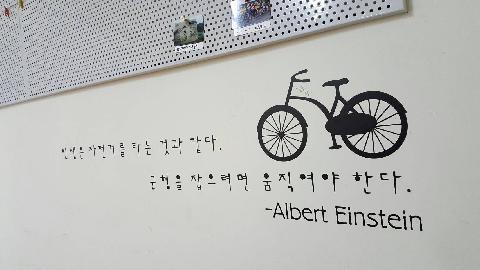 인생은 자전거를 타는 것과 같다.
균형을 잡으려면 움직여야 한다.
-Albert Einstein